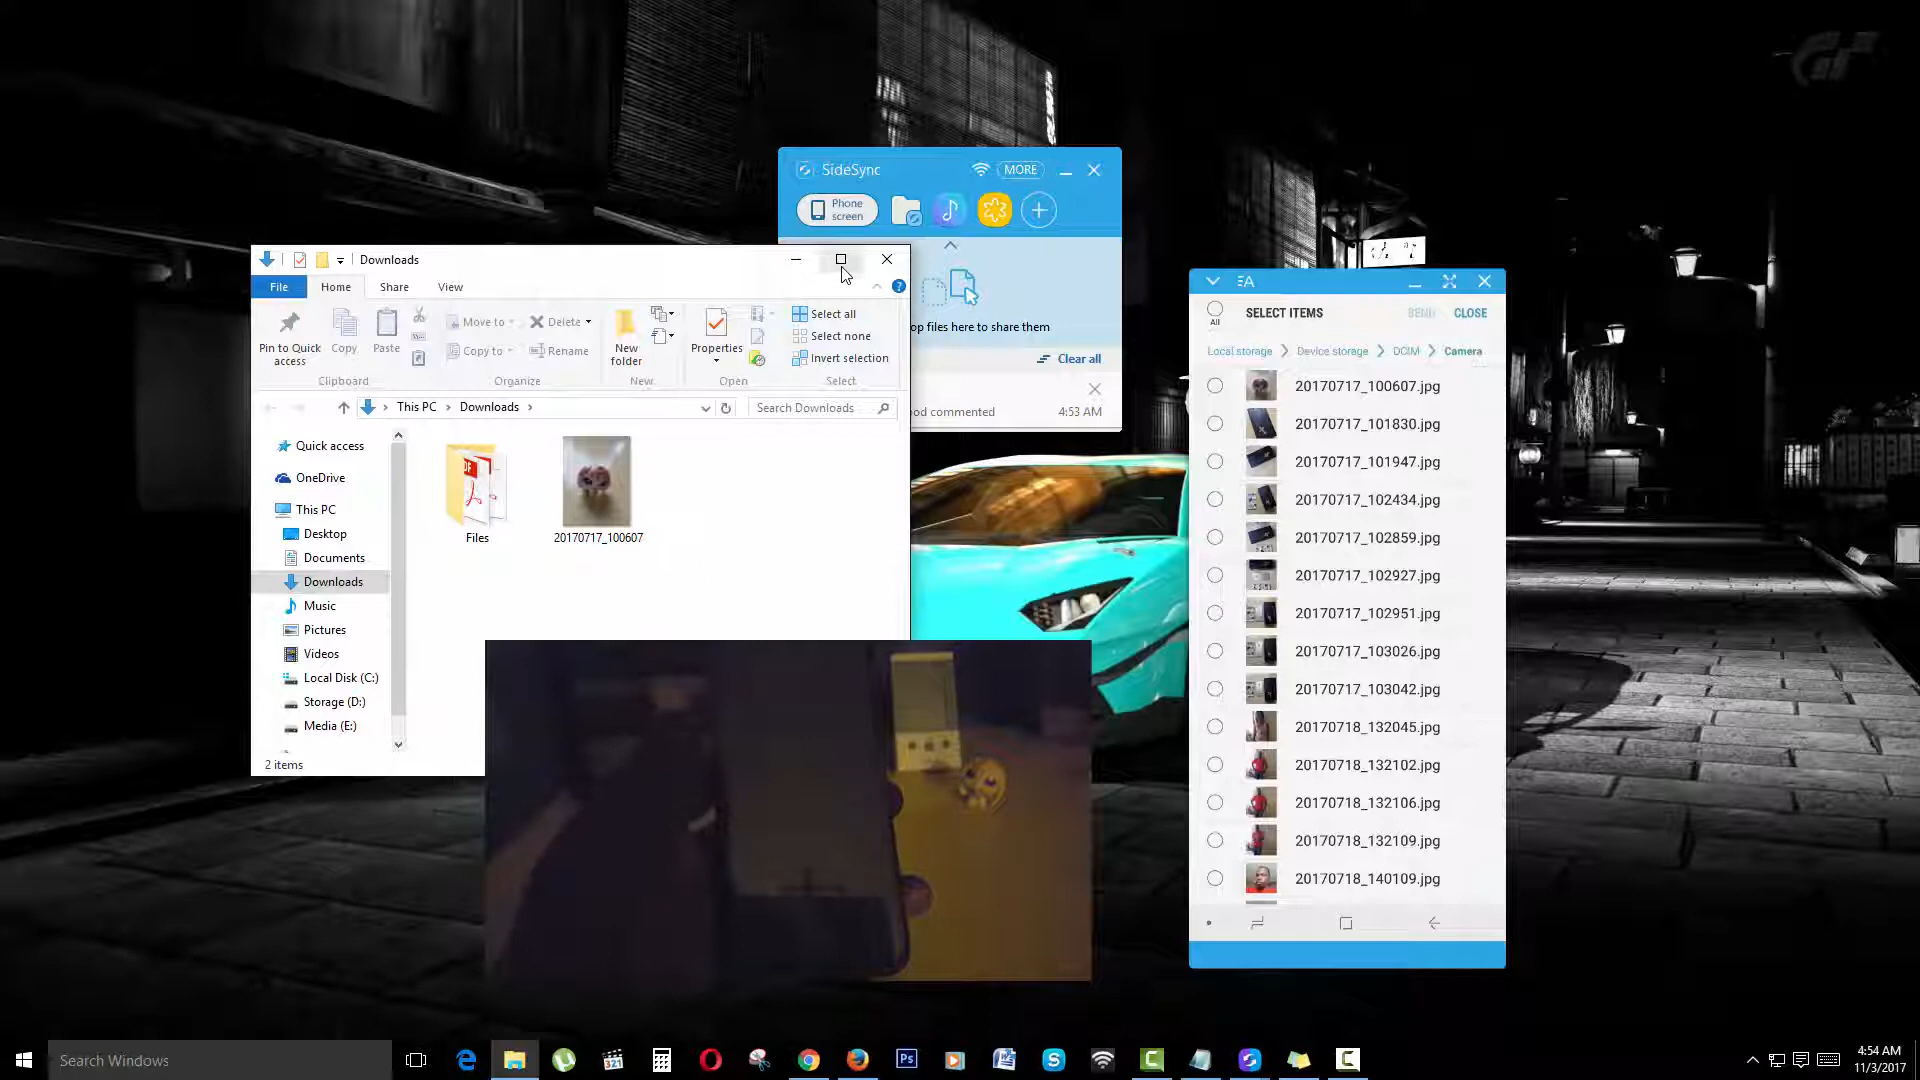 SideSync
MORE
Phone
screen
Downloads
File
Home
Share
View
Pin to Quick
access
Copy
Paste
Move to
Copy to
Delete
Rename
New
folder
Properties
Select all
Select none
Invert selection
Clipboard
Organize
New
Open
Select
This PC
Downloads
Search Downloads
op files here to share them
Clear all
od commented
4:53 AM
Quick access
OneDrive
This PC
Desktop
Documents
Downloads
Music
Pictures
Videos
Local Disk (C:)
Storage (D:)
Media (E:)
Files
20170717_100607
2 items
All
SELECT ITEMS
SEND
CLOSE
Local storage
Device storage
DCIM
Camera
20170717_100607.jpg
20170717_101830.jpg
20170717_101947.jpg
20170717_102434.jpg
20170717_102859.jpg
20170717_102927.jpg
20170717_102951.jpg
20170717_103026.jpg
20170717_103042.jpg
20170718_132045.jpg
20170718_132102.jpg
20170718_132106.jpg
20170718_132109.jpg
20170718_140109.jpg
Search Windows
Ps
4:54 AM
11/3/2017